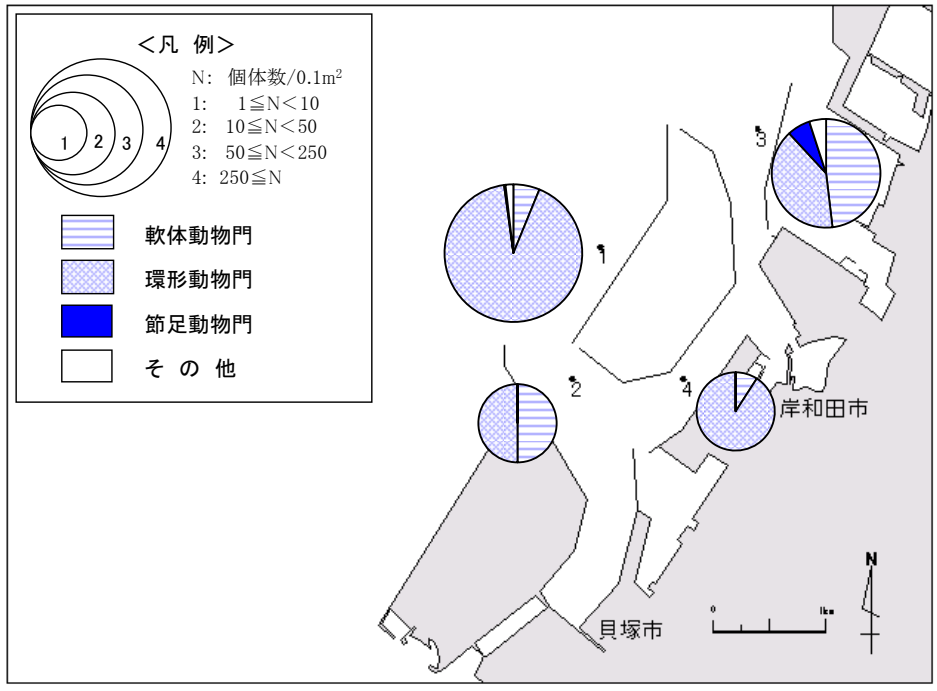 ＜凡 例＞
N: 個体数/0.1m²
1: 1≦N＜10
2: 10≦N＜50
3: 50≦N＜250
4: 250≦N
1 2 3 4
軟体動物門
環形動物門
節足動物門
そ の 他
3
1
2
4
岸和田市
貝塚市
0 1km
N